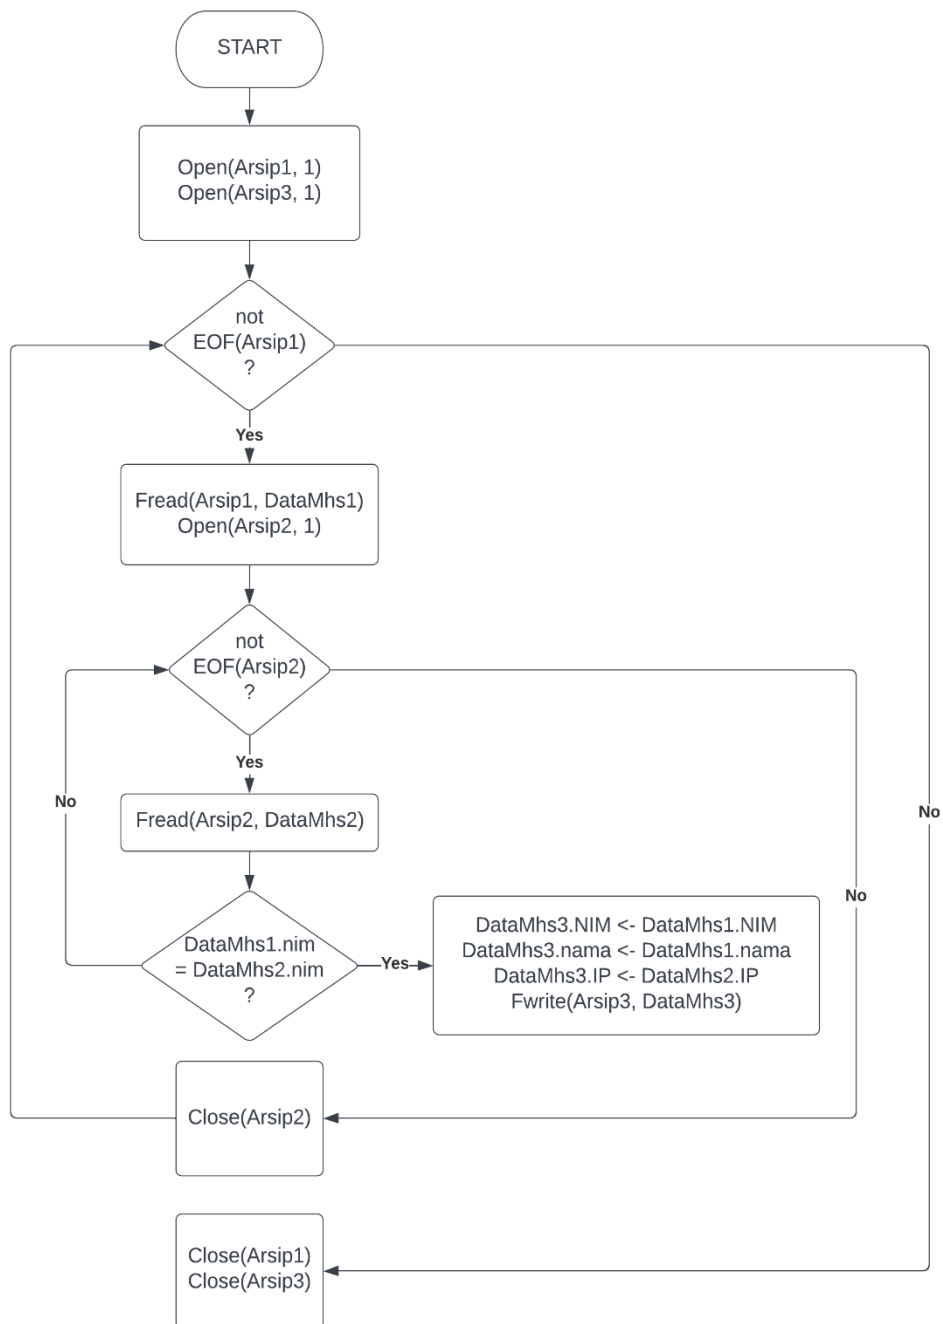 START
Open(Arsip1, 1)
Open(Arsip3, 1)
not
EOF(Arsip1)
?
Yes
Fread(Arsip1, DataMhs1)
Open(Arsip2, 1)
not
EOF(Arsip2)
?
Yes
No
Fread(Arsip2, DataMhs2)
No
No
DataMhs1.nim
= DataMhs2.nim
?
Yes
DataMhs3.NIM <- DataMhs1.NIM
DataMhs3.nama <- DataMhs1.nama
DataMhs3.IP <- DataMhs2.IP
Fwrite(Arsip3, DataMhs3)
Close(Arsip2)
Close(Arsip1)
Close(Arsip3)